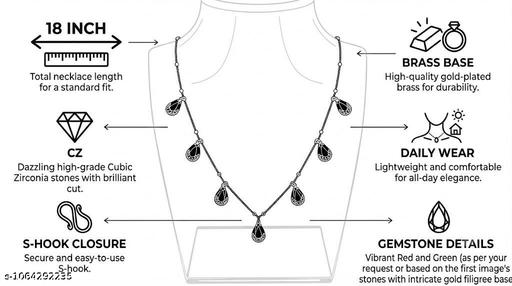 18 INCH
Total necklace length
for a standard fit.
CZ
Dazzling high-grade Cubic
Zirconia stones with brilliant
cut.
S-HOOK CLOSURE
Secure and easy-to-use
S-hook.
s-1064292235
BRASS BASE
High-quality gold-plated
brass for durability.
DAILY WEAR
Lightweight and comfortable
for all-day elegance.
GEMSTONE DETAILS
Vibrant Red and Green (as per your
request or based on the first image's
stones with intricate gold filigree base